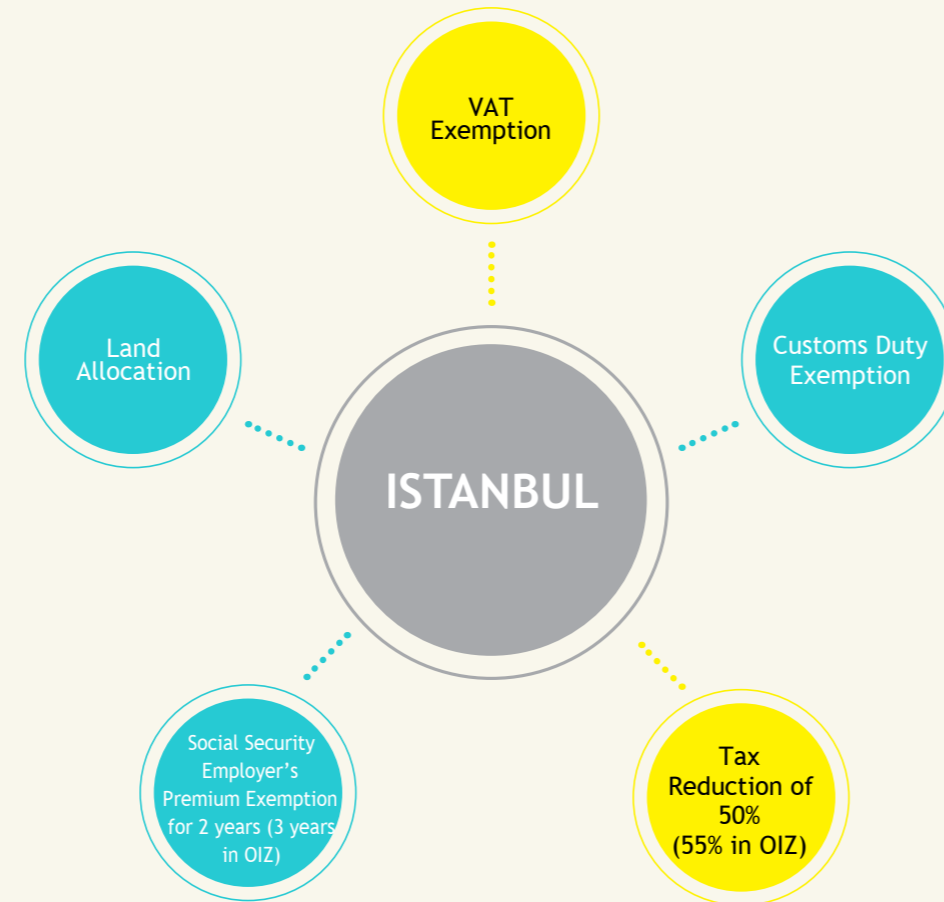 VAT
Exemption
Land
Allocation
Customs Duty
Exemption
ISTANBUL
Social Security
Employer's
Premium Exemption
for 2 years (3 years
in OIZ)
Tax
Reduction of
50%
(55% in OIZ)